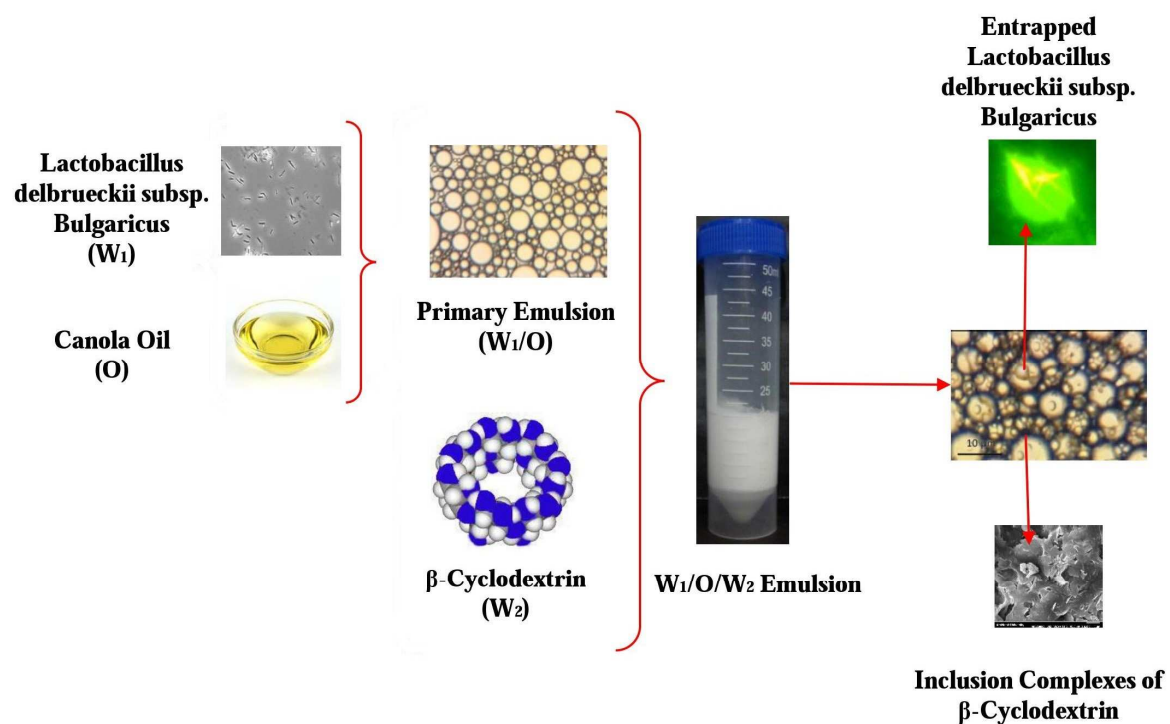 Lactobacillus
delbrueckii subsp.
Bulgaricus
(W₁)
Canola Oil
(O)
Primary Emulsion
(W₁/O)
β-Cyclodextrin
(W₂)
50ml
45
40
35
30
25
W₁/O/W₂ Emulsion
Entrapped
Lactobacillus
delbrueckii subsp.
Bulgaricus
10
Inclusion Complexes of
β-Cyclodextrin